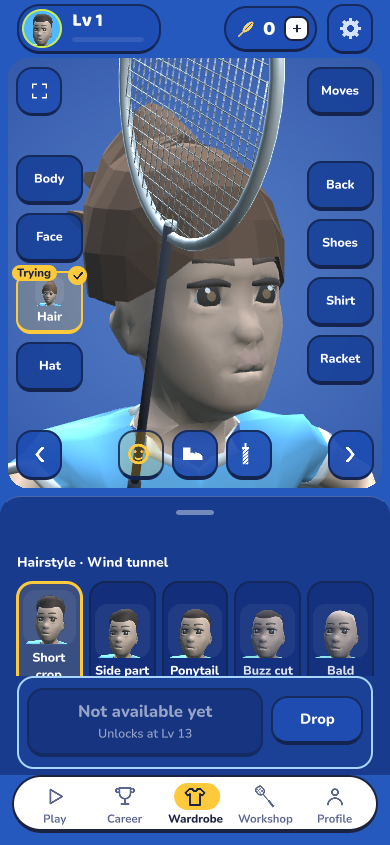 Lv 1
0
+
Moves
Body
Back
Face
Shoes
Trying
Hair
Shirt
Hat
Racket
Hairstyle · Wind tunnel
Short
crop
Side part
Ponytail
Buzz cut
Bald
Not available yet
Unlocks at Lv 13
Drop
Play
Career
Wardrobe
Workshop
Profile